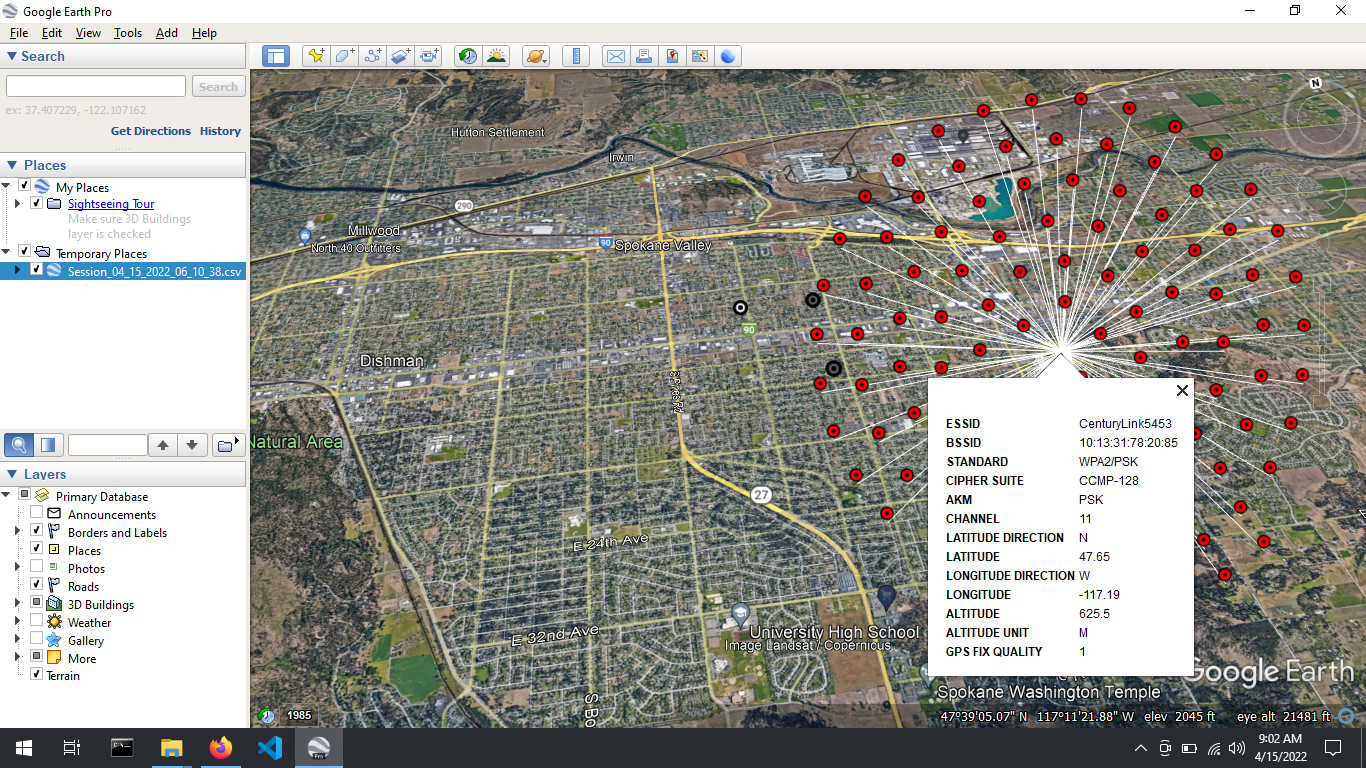 Google Earth Pro
File Edit View Tools Add Help
Search
Search
ex: 37.407229, -122.107162
Get Directions History
Places
My Places
Sightseeing Tour
Make sure 3D Buildings
layer is checked
Temporary Places
Session_04_15_2022_06_10_38.csv
Layers
Primary Database
Announcements
Borders and Labels
Places
Photos
Roads
3D Buildings
Weather
Gallery
More
Terrain
N
Hutton Settlement
Irwin
290
Millwood
North 40 Outfitters
90
Spokane Valley
90
Dishman
Natural Area
27
E 24th Ave
E 32nd Ave
University High School
Image Landsat / Copernicus
S Bo
ESSID CenturyLink5453
BSSID 10:13:31:78:20:85
STANDARD WPA2/PSK
CIPHER SUITE CCMP-128
AKM PSK
CHANNEL 11
LATITUDE DIRECTION N
LATITUDE 47.65
LONGITUDE DIRECTION W
LONGITUDE -117.19
ALTITUDE 625.5
ALTITUDE UNIT M
GPS FIX QUALITY 1
Google Earth
Spokane Washington Temple
1985
47°39'05.07" N 117°11'21.88" W elev 2045 ft eye alt 21481 ft
Pro
9:02 AM
4/15/2022